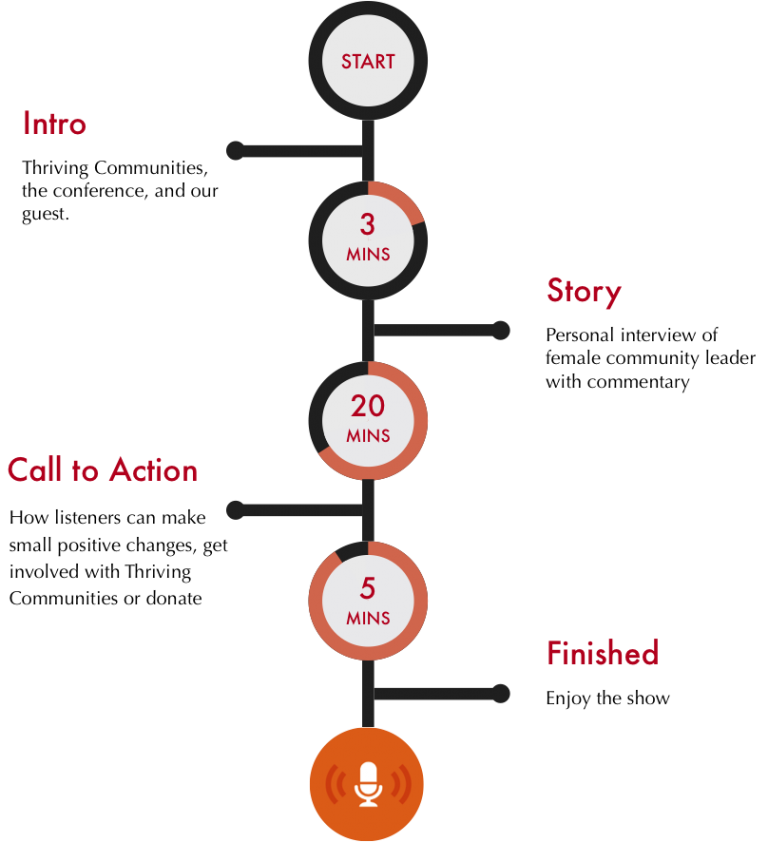 START
Intro
Thriving Communities,
the conference, and our
guest.
3
MINS
Story
Personal interview of
female community leader
with commentary
20
MINS
Call to Action
How listeners can make
small positive changes, get
involved with Thriving
Communities or donate
5
MINS
Finished
Enjoy the show